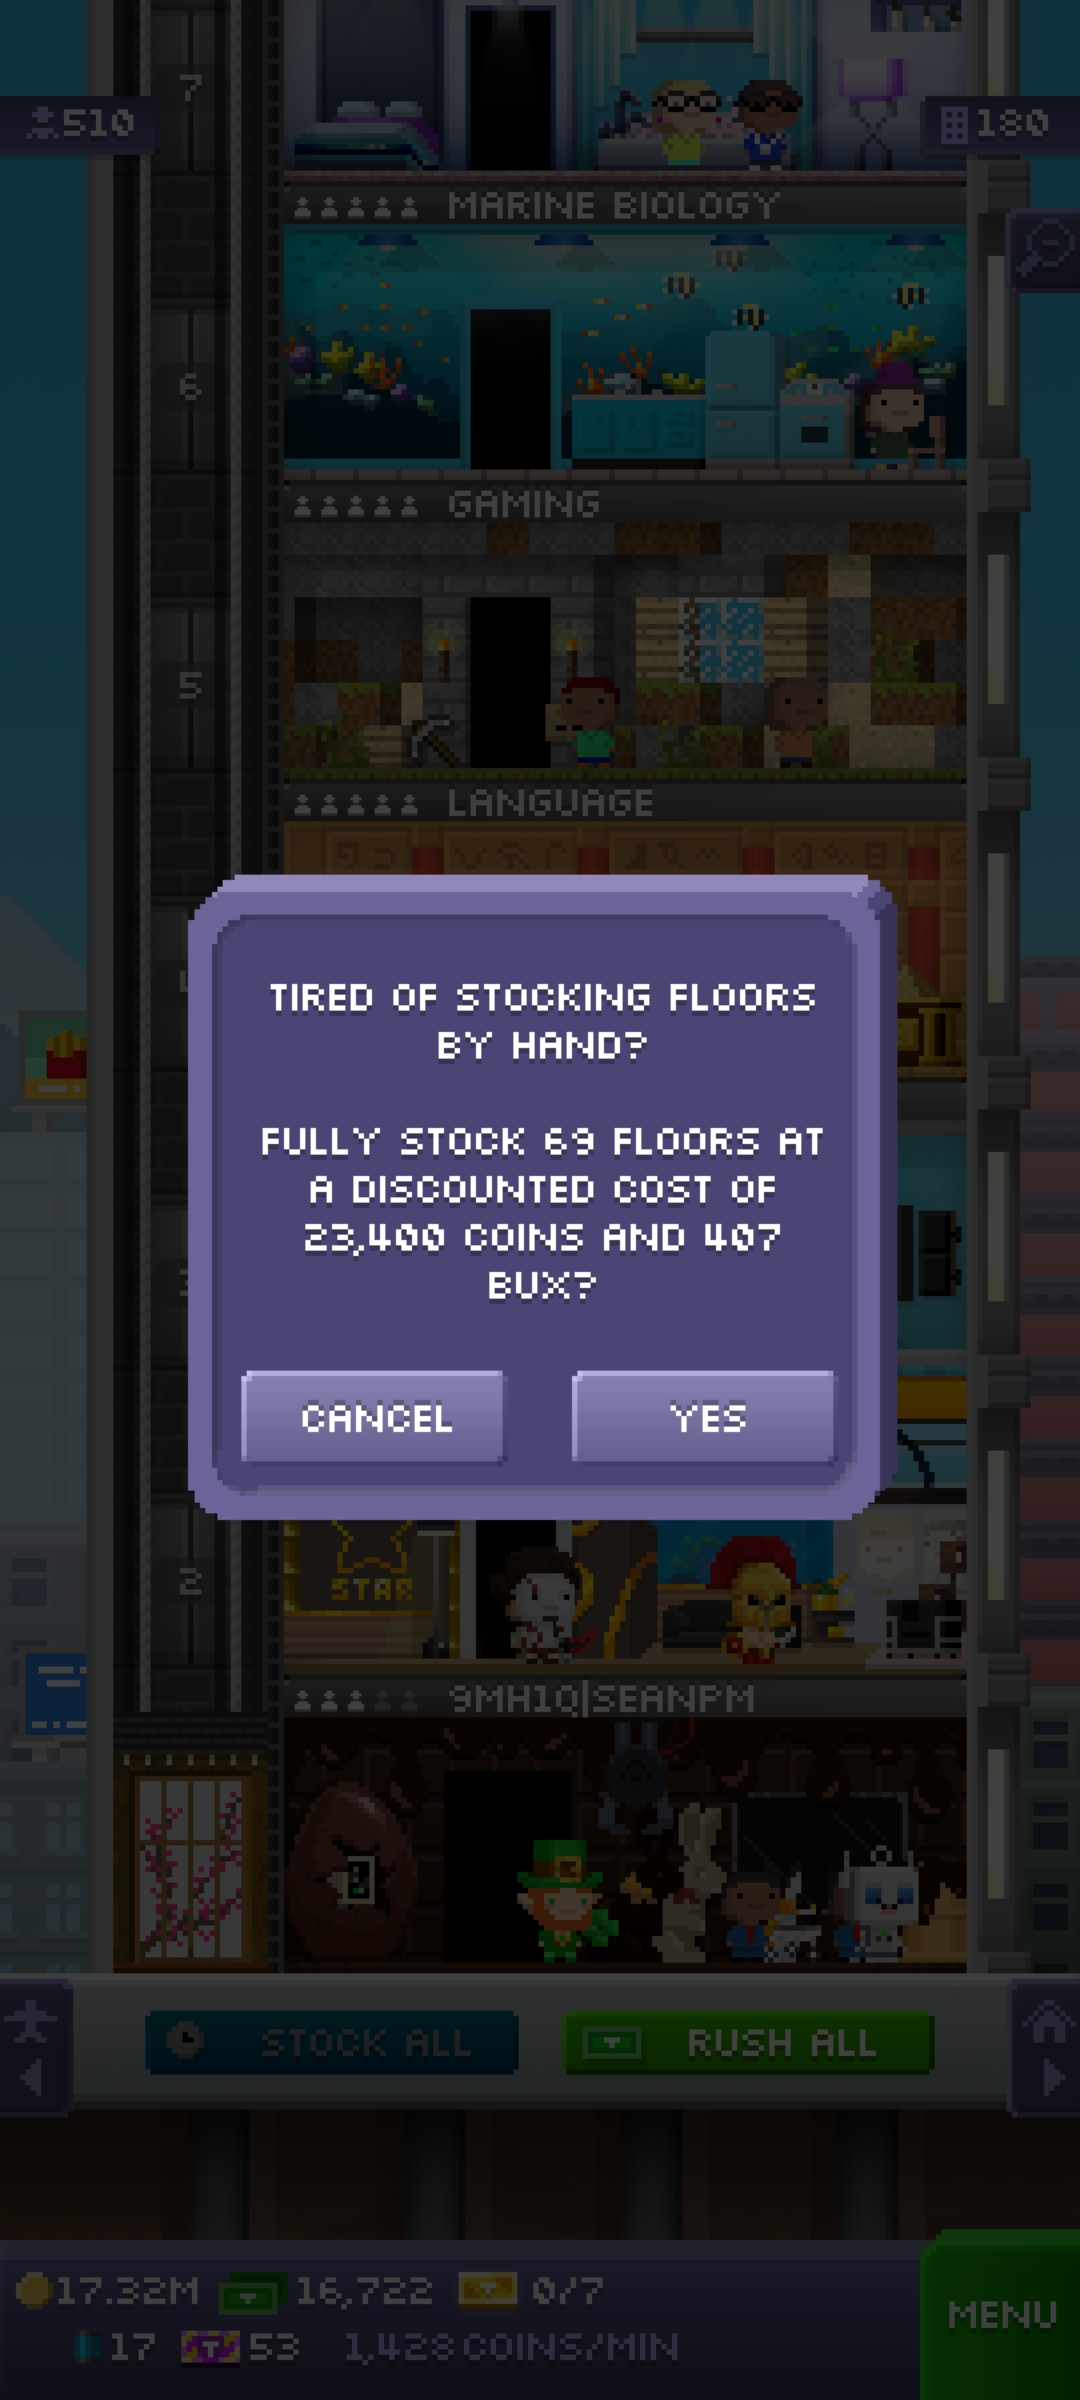 7
510
180
MARINE BIOLOGY
6
GAMING
5
LANGUAGE
TIRED OF STOCKING FLOORS
BY HAND?
FULLY STOCK 69 FLOORS AT
A DISCOUNTED COST OF
23,400 COINS AND 407
BUX?
CANCEL
YES
STAR
2
9MH1Q|SEANPM
STOCK ALL
RUSH ALL
17.32M
16,722
0/7
MENU
17
53
1,428 COINS/MIN